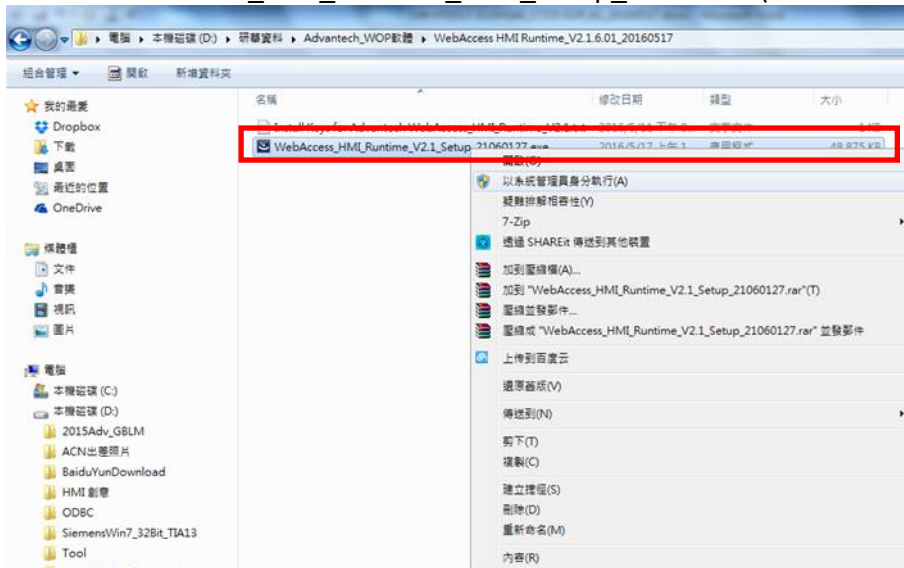 電腦 ▸ 本機磁碟 (D:) ▸ 研華資料 ▸ Advantech_WOP軟體 ▸ WebAccess HMI Runtime_V2.1.6.01_20160517
組合管理 開啟 新增資料夾
名稱 修改日期 類型 大小
WebAccess_HMI_Runtime_V2.1_Setup_21060127.exe 2016/5/17 上午 1... 應用程式 48,875 KB
我的最愛
Dropbox
下載
桌面
最近的位置
OneDrive
媒體櫃
文件
音樂
視訊
圖片
電腦
本機磁碟 (C:)
本機磁碟 (D:)
2015Adv_GBLM
ACN出差照片
BaiduYunDownload
HMI 創意
ODBC
SiemensWin7_32Bit_TIA13
Tool
開啟(O)
以系統管理員身分執行(A)
疑難排解相容性(Y)
7-Zip
透過 SHAREit 傳送到其他裝置
加到壓縮檔(A)...
加到 "WebAccess_HMI_Runtime_V2.1_Setup_21060127.rar"(T)
壓縮並發郵件...
壓縮成 "WebAccess_HMI_Runtime_V2.1_Setup_21060127.rar" 並發郵件
上传到百度云
還原舊版(V)
傳送到(N)
剪下(T)
複製(C)
建立捷徑(S)
刪除(D)
重新命名(M)
內容(R)